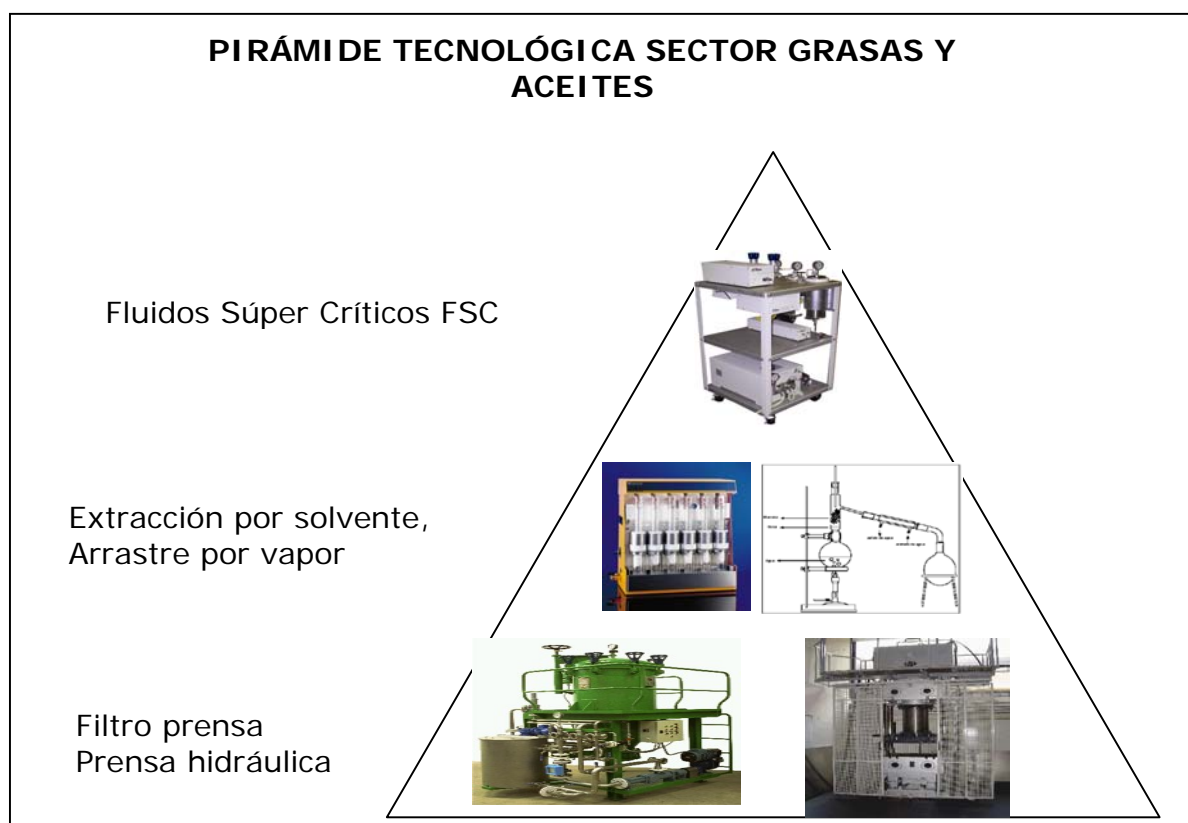 PIRÁMIDE TECNOLÓGICA SECTOR GRASAS Y
ACEITES
Fluidos Súper Críticos FSC
Extracción por solvente,
Arrastre por vapor
Filtro prensa
Prensa hidráulica